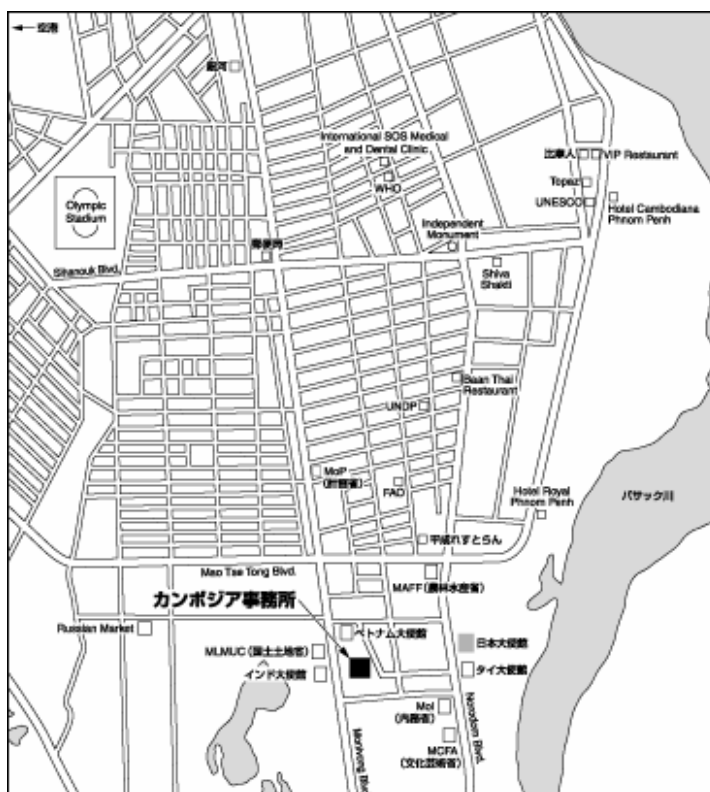 空港
銀河
International SOS Medical
and Dental Clinic
WHO
出事人
VIP Restaurant
Topaz
UNESCO
Hotel Cambodiana
Phnom Penh
Olympic
Stadium
Independent
Monument
郵便局
Sihanouk Blvd.
Shiva
Shakti
Baan Thai
Restaurant
UNDP
MoP
(計画省)
FAO
Hotel Royal
Phnom Penh
バサック川
平成れすとらん
Mao Tse Tong Blvd.
MAFF(農林水産省)
カンボジア事務所
Russian Market
ベトナム大使館
日本大使館
MLMUC(国土土地省)
インド大使館
タイ大使館
MoI
(内務省)
MCFA
(文化芸術省)
Monivong Blvd.
Norodom Blvd.